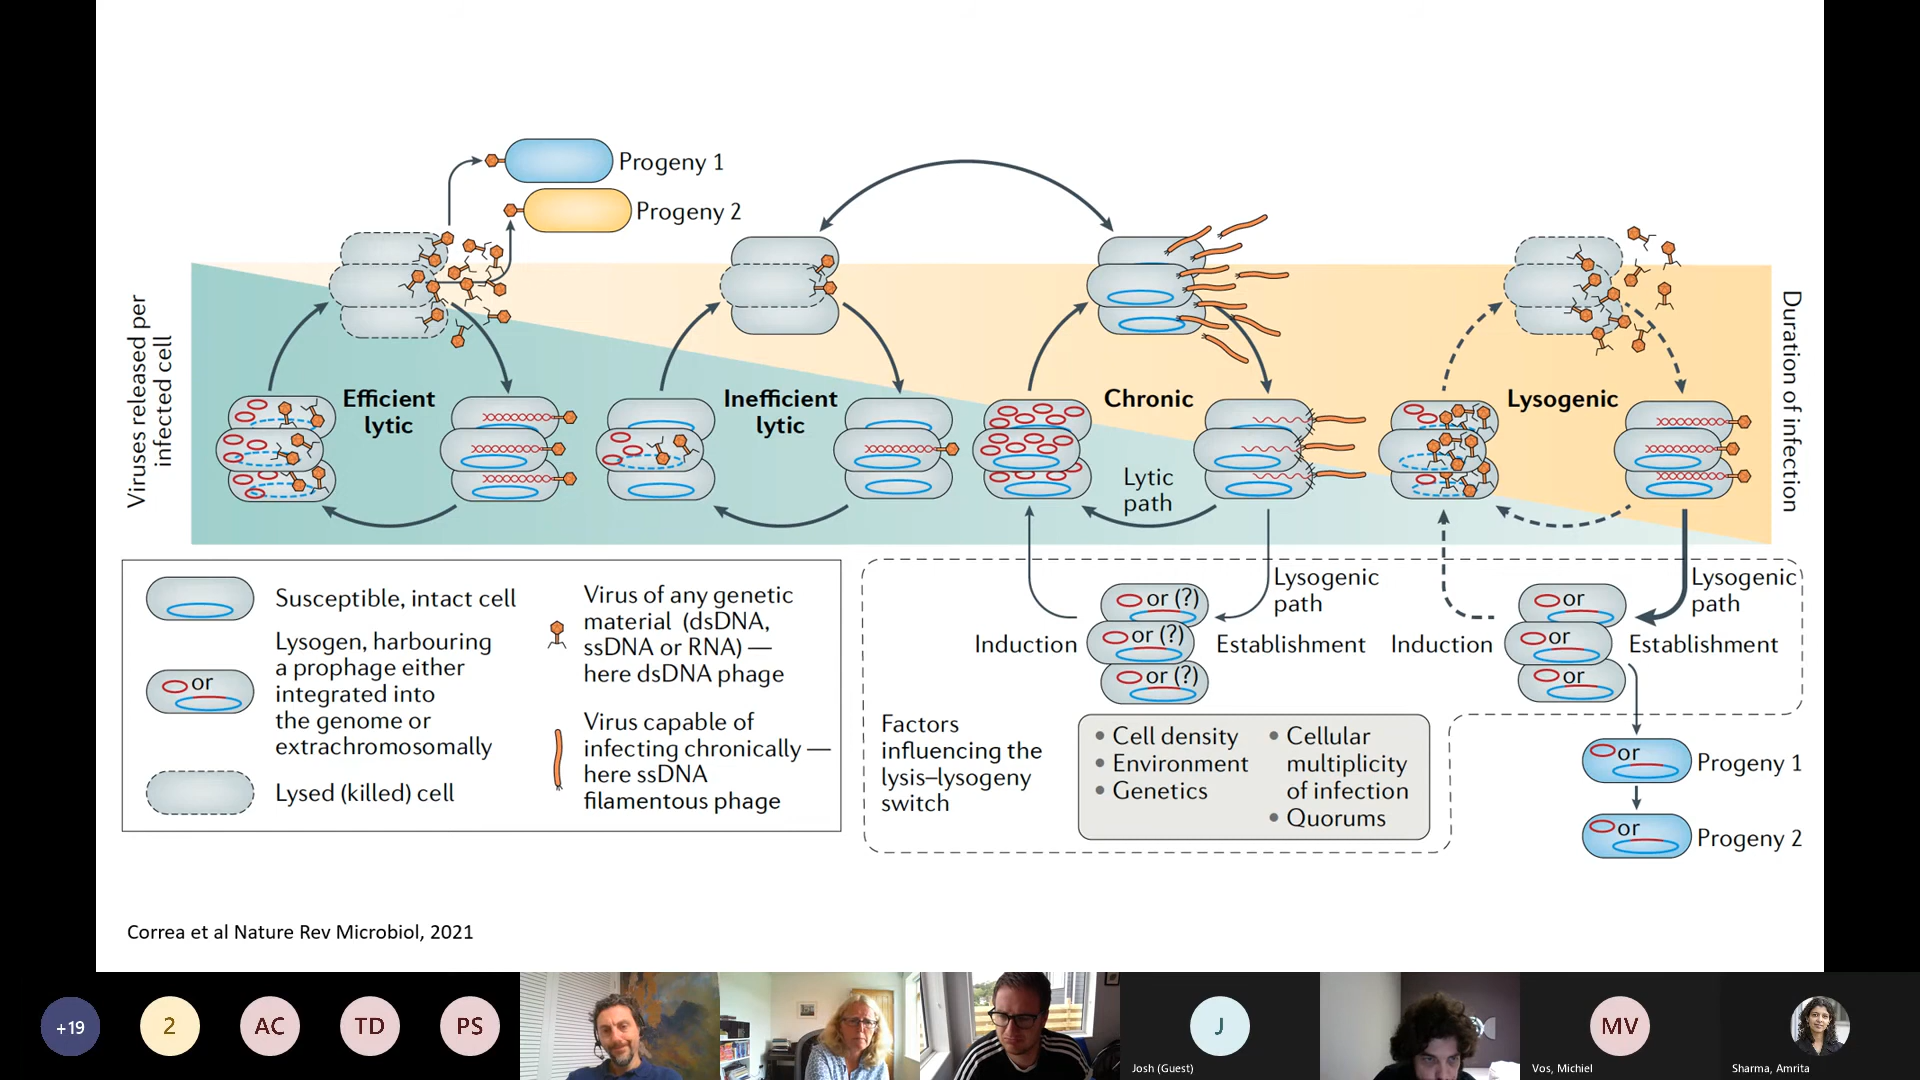 Progeny 1
Progeny 2
Viruses released per
infected cell
Efficient
lytic
Inefficient
lytic
Chronic
Lysogenic
Duration of infection
Lytic
path
Susceptible, intact cell
Lysogen, harbouring
a prophage either
integrated into
the genome or
extrachromosomally
or
Lysed (killed) cell
Virus of any genetic
material (dsDNA,
ssDNA or RNA) —
here dsDNA phage
Virus capable of
infecting chronically —
here ssDNA
filamentous phage
Lysogenic
path
or (?)
or (?)
or (?)
Induction
Establishment
Lysogenic
path
or
or
or
Induction
Establishment
Factors
influencing the
lysis–lysogeny
switch
• Cell density
• Environment
• Genetics
• Cellular
multiplicity
of infection
• Quorums
or
Progeny 1
or
Progeny 2
Correa et al Nature Rev Microbiol, 2021
+19
2
AC
TD
PS
J
Josh (Guest)
MV
Vos, Michiel
Sharma, Amrita